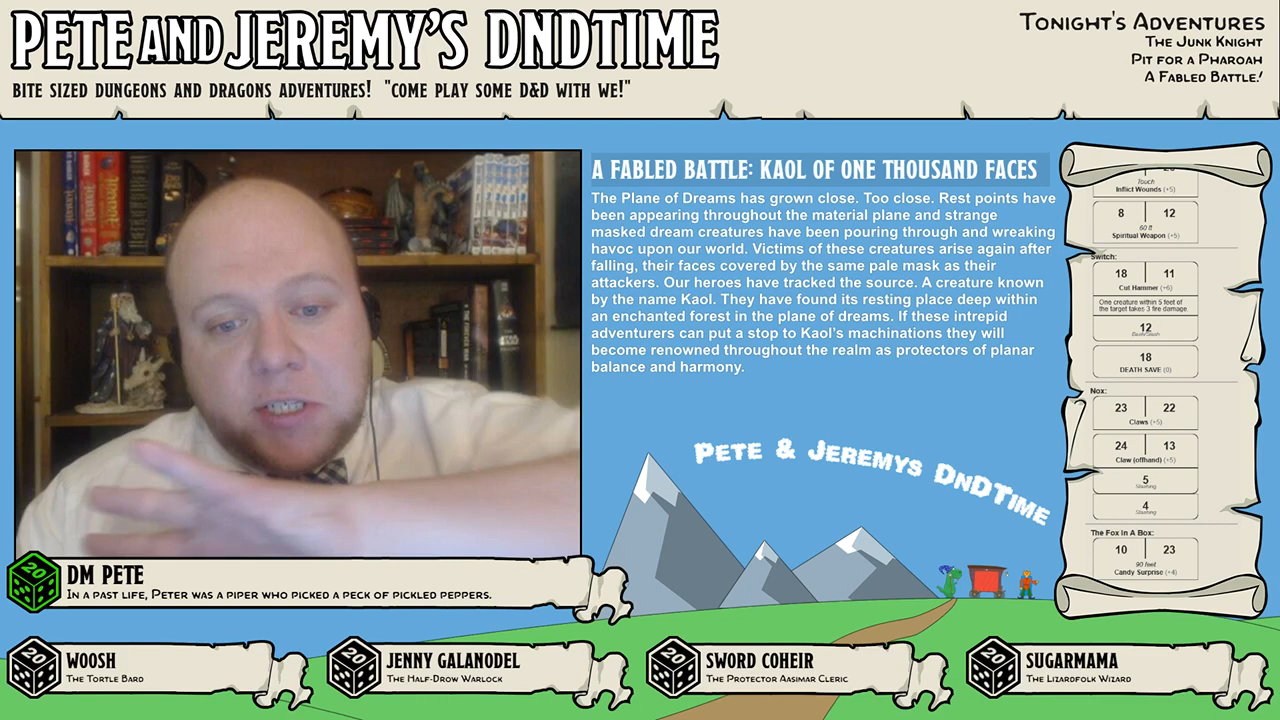 PETE AND JEREMY'S DNDTIME
BITE SIZED DUNGEONS AND DRAGONS ADVENTURES! "COME PLAY SOME D&D WITH WE!"
TONIGHT'S ADVENTURES
THE JUNK KNIGHT
PIT FOR A PHAROAH
A FABLED BATTLE!
A FABLED BATTLE: KAOL OF ONE THOUSAND FACES
The Plane of Dreams has grown close. Too close. Rest points have
been appearing throughout the material plane and strange
masked dream creatures have been pouring through and wreaking
havoc upon our world. Victims of these creatures arise again after
falling, their faces covered by the same pale mask as their
attackers. Our heroes have tracked the source. A creature known
by the name Kaol. They have found its resting place deep within
an enchanted forest in the plane of dreams. If these intrepid
adventurers can put a stop to Kaol's machinations they will
become renowned throughout the realm as protectors of planar
balance and harmony.
PETE & JEREMYS DNDTIME
Touch
Inflict Wounds (+5)
8 12
60 ft
Spiritual Weapon (+5)
Switch:
18 11
Cut Hammer (+6)
One creature within 5 feet of
the target takes 3 fire damage.
12
18
DEATH SAVE (0)
Nox:
23 22
Claws (+5)
24 13
Claw (offhand) (+5)
5
Slashing
4
Slashing
The Fox In A Box:
10 23
90 feet
Candy Surprise (+4)
DM PETE
IN A PAST LIFE, PETER WAS A PIPER WHO PICKED A PECK OF PICKLED PEPPERS.
WOOSH
THE TORTLE BARD
JENNY GALANODEL
THE HALF-DROW WARLOCK
SWORD COHEIR
THE PROTECTOR AASIMAR CLERIC
SUGARMAMA
THE LIZARDFOLK WIZARD
20
20
20
20
20